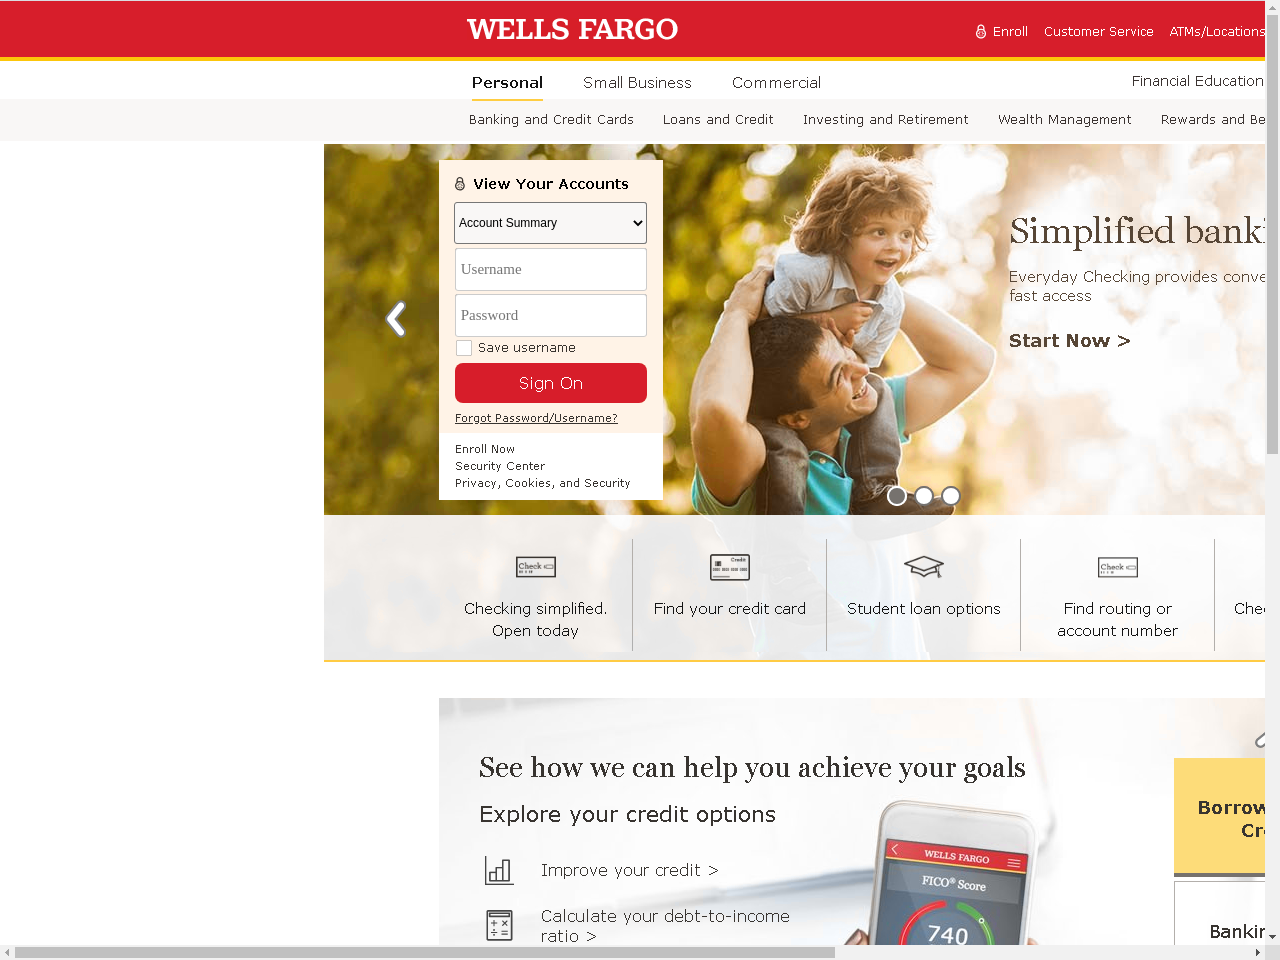 WELLS FARGO
Enroll
Customer Service
ATMs/Locations
Personal
Small Business
Commercial
Financial Education
Banking and Credit Cards
Loans and Credit
Investing and Retirement
Wealth Management
Rewards and Be
View Your Accounts
Account Summary
Username
Password
Save username
Sign On
Forgot Password/Username?
Enroll Now
Security Center
Privacy, Cookies, and Security
Simplified banki
Everyday Checking provides conve
fast access
Start Now >
Check
Checking simplified.
Open today
Credit
Find your credit card
Student loan options
Check
Find routing or
account number
Chec
See how we can help you achieve your goals
Explore your credit options
Improve your credit >
Calculate your debt-to-income
ratio >
WELLS FARGO
FICO® Score
740
Borrow
Cre
Bankin